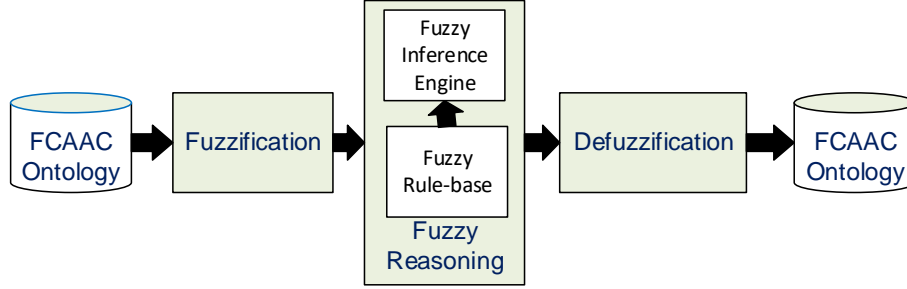 FCAAC
Ontology
Fuzzification
Fuzzy
Inference
Engine
Fuzzy
Rule-base
Fuzzy
Reasoning
Defuzzification
FCAAC
Ontology